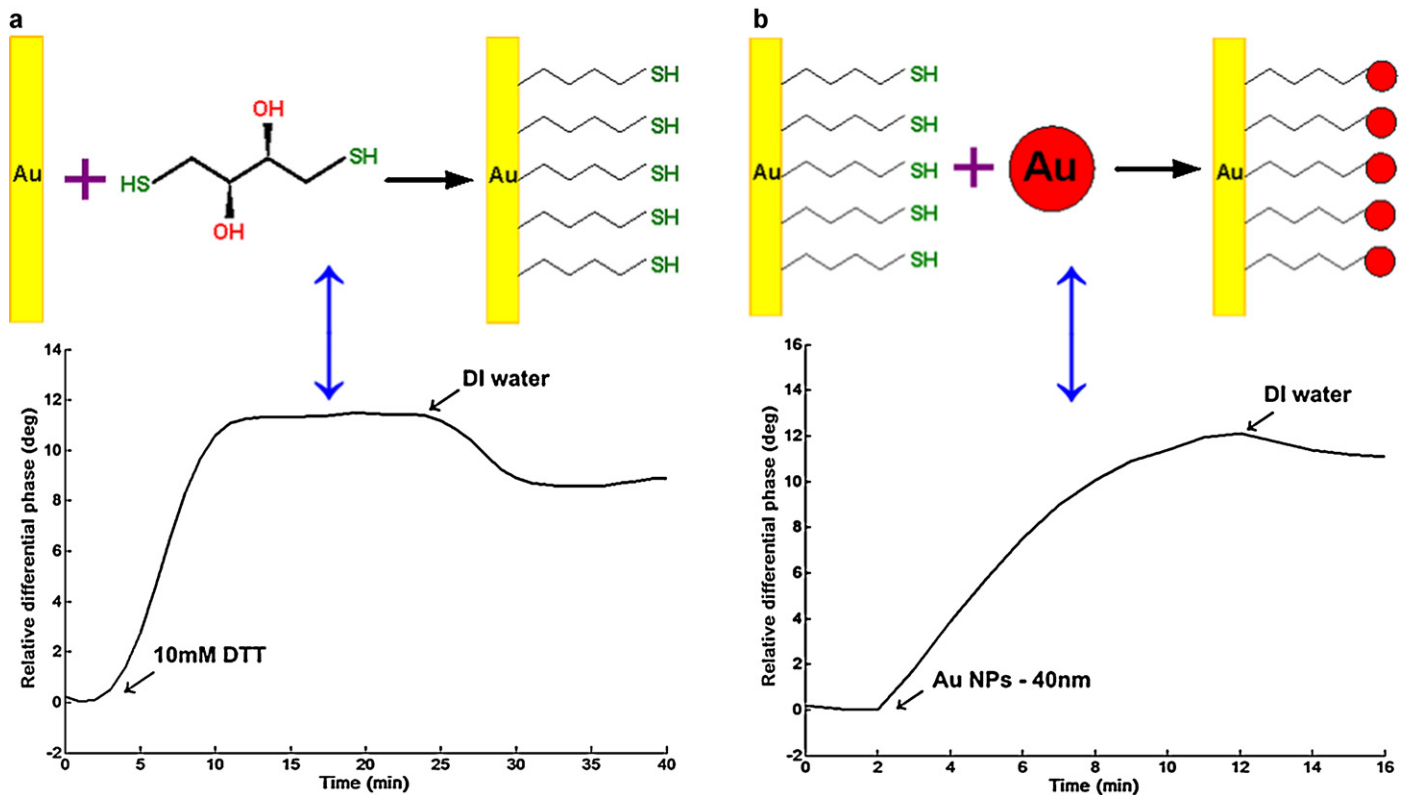 a
Au
HS
OH
OH
SH
Au
SH
SH
SH
SH
SH
Relative differential phase (deg)
14
12
10
8
6
4
2
0
-2
0 5 10 15 20 25 30 35 40
Time (min)
DI water
10mM DTT
b
Au
SH
SH
SH
SH
SH
Au
Au
Relative differential phase (deg)
16
14
12
10
8
6
4
2
0
-2
0 2 4 6 8 10 12 14 16
Time (min)
DI water
Au NPs - 40nm